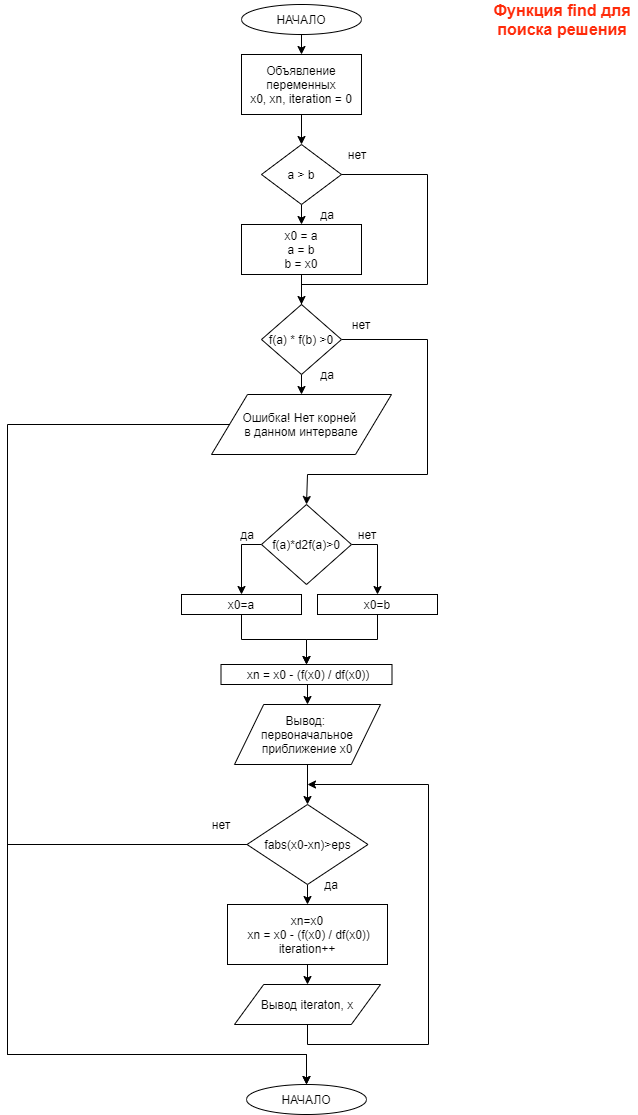 Функция find для
поиска решения
НАЧАЛО
Объявление
переменных
x0, xn, iteration = 0
a > b
нет
да
x0 = a
a = b
b = x0
f(a) * f(b) >0
нет
да
Ошибка! Нет корней
в данном интервале
f(a)*d2f(a)>0
да
нет
x0=a
x0=b
xn = x0 - (f(x0) / df(x0))
Вывод:
первоначальное
приближение x0
нет
fabs(x0-xn)>eps
да
xn=x0
xn = x0 - (f(x0) / df(x0))
iteration++
Вывод iteraton, x
НАЧАЛО